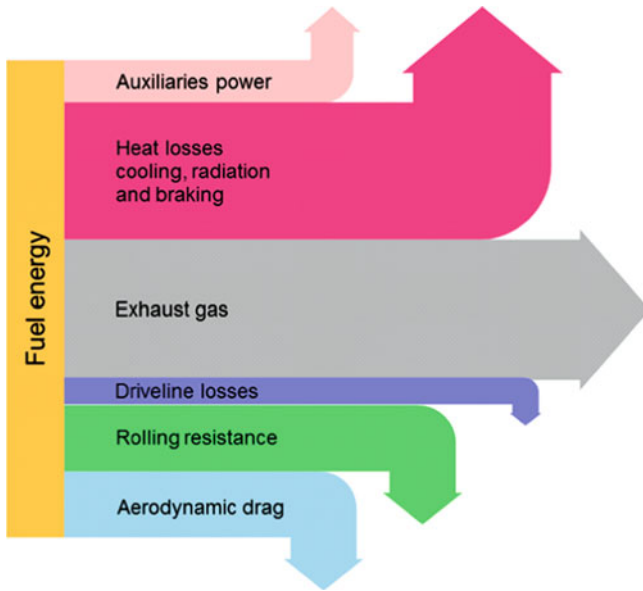 Fuel energy
Auxiliaries power
Heat losses
cooling, radiation
and braking
Exhaust gas
Driveline losses
Rolling resistance
Aerodynamic drag